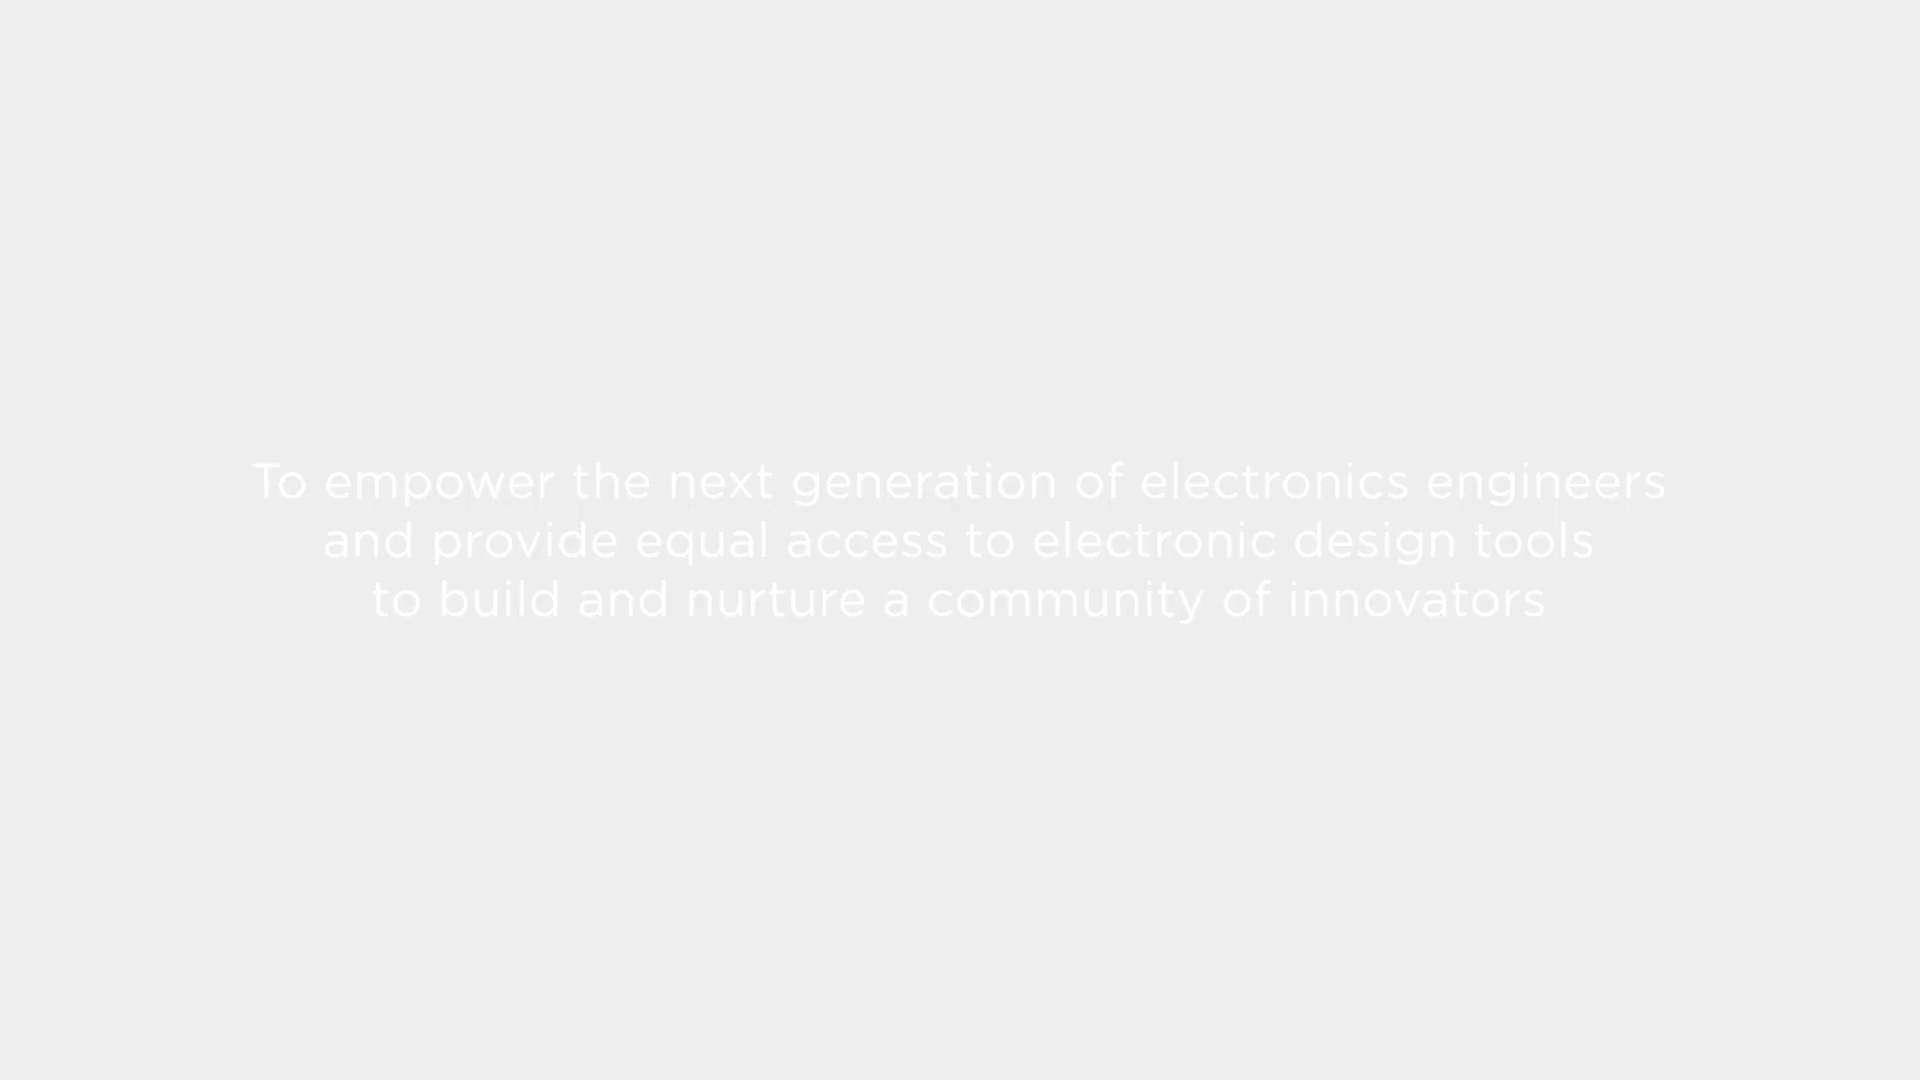 To empower the next generation of electronics engineers
and provide equal access to electronic design tools
to build and nurture a community of innovators